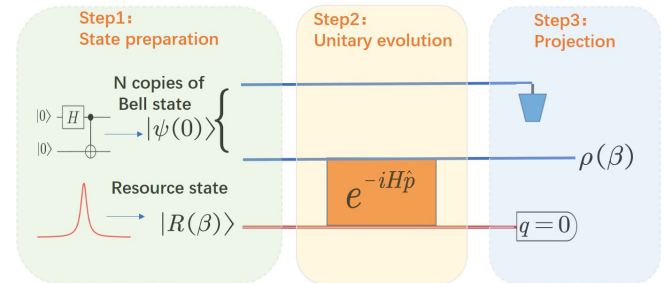 Step1:
State preparation
Step2:
Unitary evolution
Step3:
Projection
N copies of
Bell state
|0⟩ H
|ψ(0)⟩
|0⟩
e^{-iHp̂}
ρ(β)
Resource state
|R(β)⟩
q=0